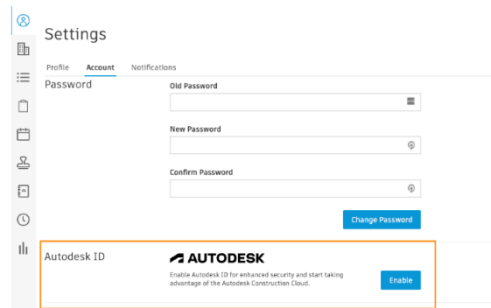 Settings
Profile Account Notifications
Password
Old Password
New Password
Confirm Password
Change Password
Autodesk ID
AUTODESK
Enable Autodesk ID for enhanced security and start taking
advantage of the Autodesk Construction Cloud.
Enable